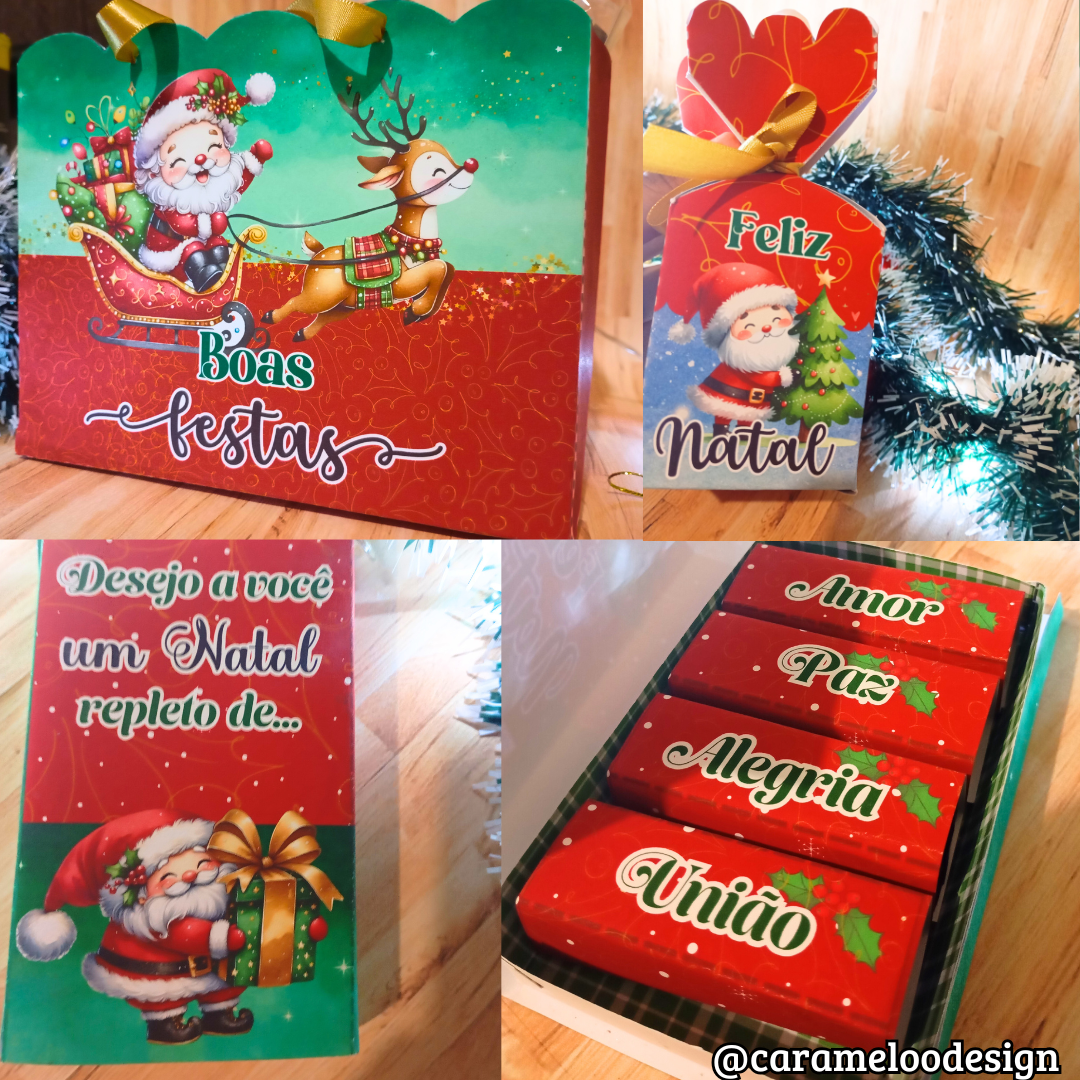 Boas
festas
Feliz
Natal
Desejo a você
um Natal
repleto de...
Amor
Paz
Alegria
União
@carameloodesign